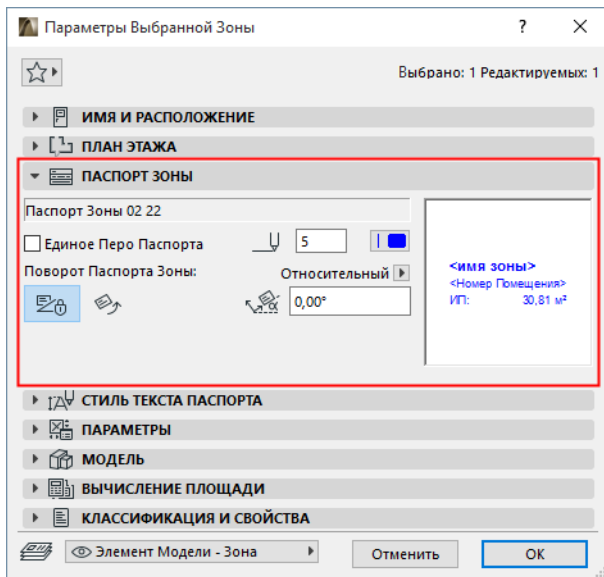 Параметры Выбранной Зоны
?
Выбрано: 1 Редактируемых: 1
ИМЯ И РАСПОЛОЖЕНИЕ
ПЛАН ЭТАЖА
ПАСПОРТ ЗОНЫ
Паспорт Зоны 02 22
Единое Перо Паспорта 5
Поворот Паспорта Зоны: Относительный
0,00°
<имя зоны>
<Номер Помещения>
ИП: 30,81 м²
СТИЛЬ ТЕКСТА ПАСПОРТА
ПАРАМЕТРЫ
МОДЕЛЬ
ВЫЧИСЛЕНИЕ ПЛОЩАДИ
КЛАССИФИКАЦИЯ И СВОЙСТВА
Элемент Модели - Зона Отменить ОК